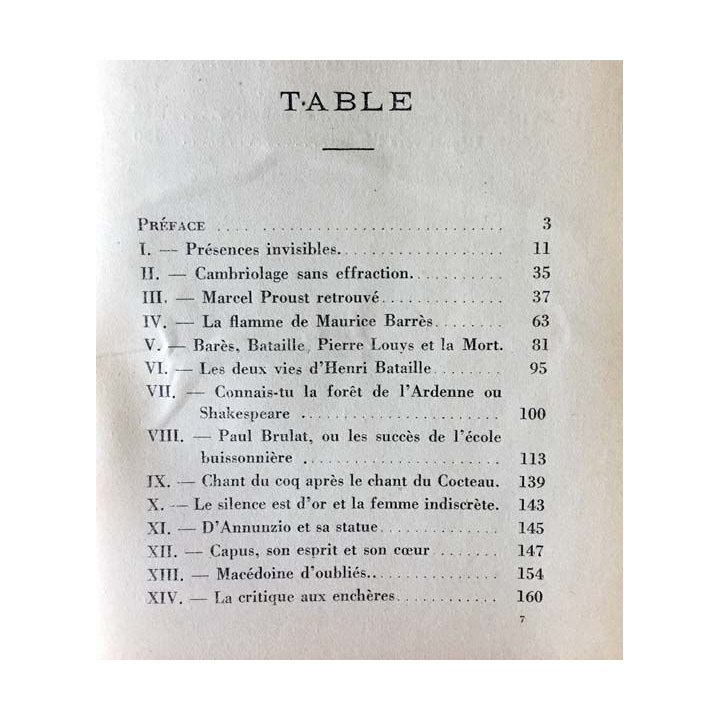 TABLE
PRÉFACE . . . . . . . . . . . . . . . . . . . . . . . . . . . 3
I. — Présences invisibles. . . . . . . . . . . . . . . . . . . 11
II. — Cambriolage sans effraction. . . . . . . . . . 35
III. — Marcel Proust retrouvé . . . . . . . . . . . . . . 37
IV. — La flamme de Maurice Barrès . . . . . . . . 63
V. — Barès, Bataille, Pierre Louys et la Mort. 81
VI. — Les deux vies d'Henri Bataille . . . . . . . . 95
VII. — Connais-tu la forêt de l'Ardenne ou
Shakespeare . . . . . . . . . . . . . . . . . . . . 100
VIII. — Paul Brulat, ou les succès de l'école
buissonnière . . . . . . . . . . . . . . . . . . . . 113
IX. — Chant du coq après le chant du Cocteau. 139
X. — Le silence est d'or et la femme indiscrète. 143
XI. — D'Annunzio et sa statue . . . . . . . . . . . . . 145
XII. — Capus, son esprit et son cœur . . . . . . . . 147
XIII. — Macédoine d'oubliés. . . . . . . . . . . . . . . 154
XIV. — La critique aux enchères . . . . . . . . . . . . 160
7